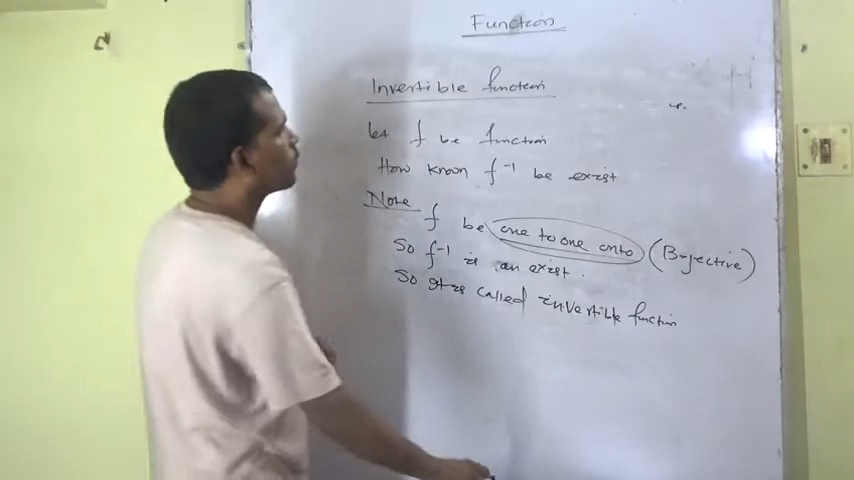 Function
Invertible function
let f be function
How known f⁻¹ be exist
Note f be one to one onto (Bijective)
So f⁻¹ is an exist.
So It is called invertible function